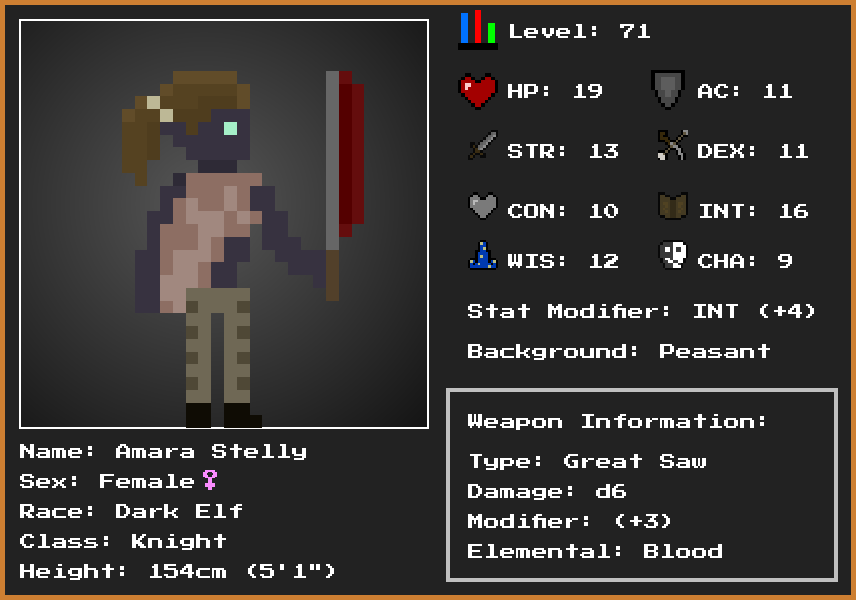 Level: 71
HP: 19 AC: 11
STR: 13 DEX: 11
CON: 10 INT: 16
WIS: 12 CHA: 9
Stat Modifier: INT (+4)
Background: Peasant
Weapon Information:
Type: Great Saw
Damage: d6
Modifier: (+3)
Elemental: Blood
Name: Amara Stelly
Sex: Female♀
Race: Dark Elf
Class: Knight
Height: 154cm (5'1")